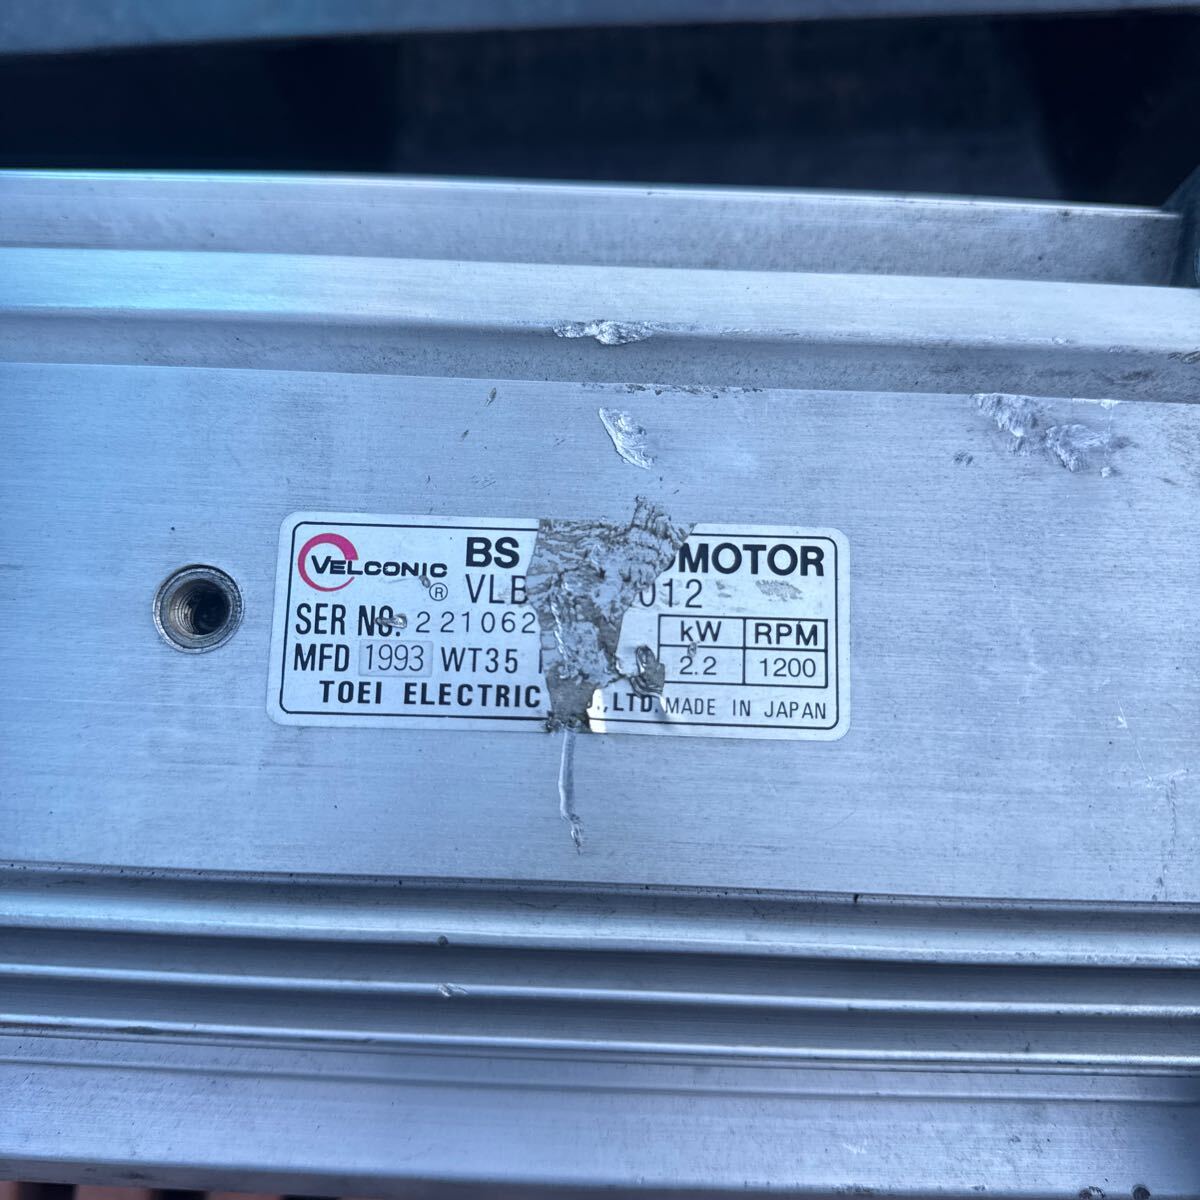 VELCONIC ®
BS MOTOR
VLB 012
SER NO. 221062
MFD 1993 WT35
kW RPM
2.2 1200
TOEI ELECTRIC ,LTD. MADE IN JAPAN